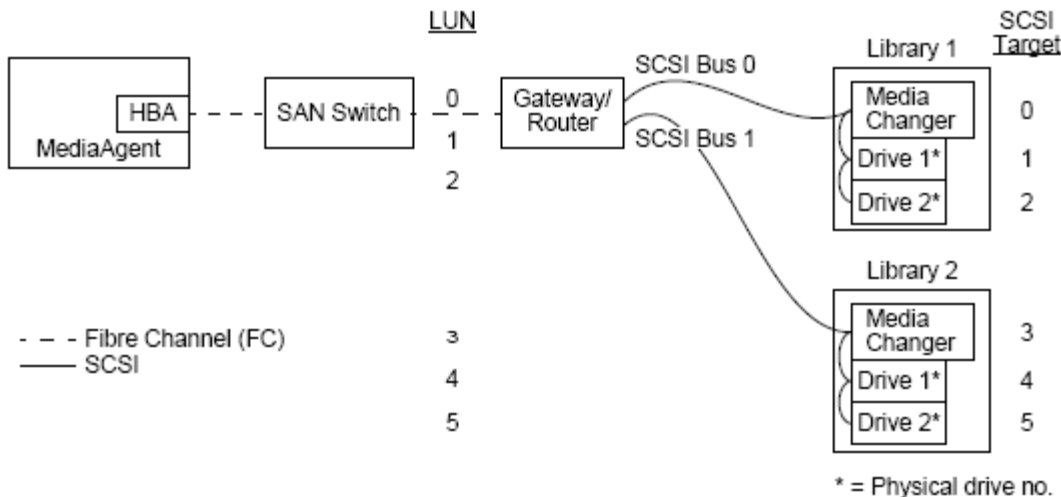 LUN
SCSI
Target
Library 1
SCSI Bus 0
Media
Changer
0
HBA
SAN Switch
0
Gateway/
Router
MediaAgent
1
SCSI Bus 1
Drive 1*
1
2
Drive 2*
2
Library 2
Media
Changer
3
Fibre Channel (FC)
3
SCSI
4
Drive 1*
4
5
Drive 2*
5
* = Physical drive no.